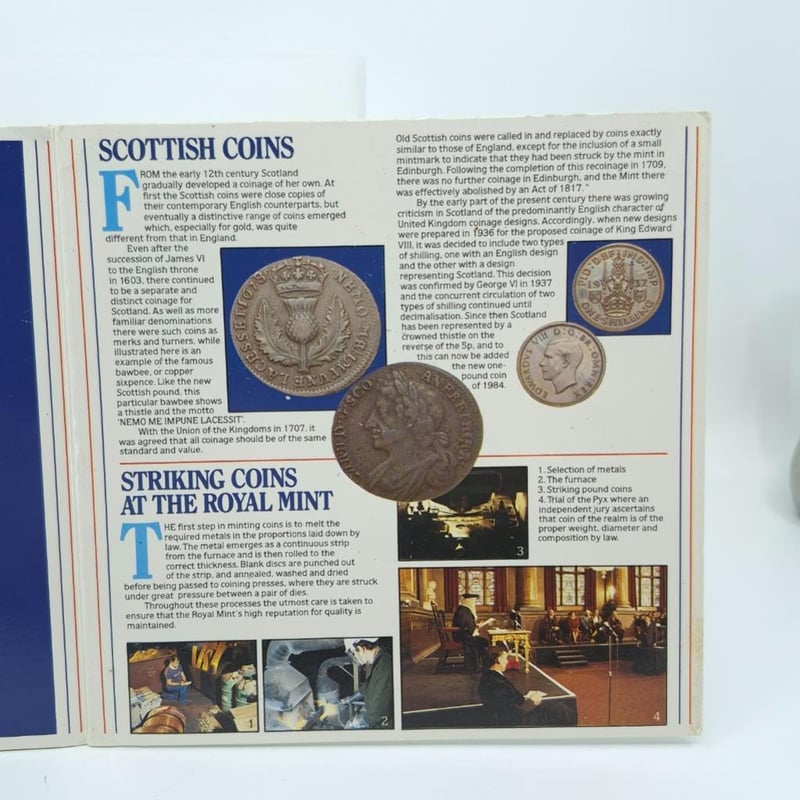 SCOTTISH COINS
FROM the early 12th century Scotland
gradually developed a coinage of her own. At
first the Scottish coins were close copies of
their contemporary English counterparts, but
eventually a distinctive range of coins emerged
which, especially for gold, was quite
different from that in England.
Even after the
succession of James VI
to the English throne
in 1603, there continued
to be a separate and
distinct coinage for
Scotland. As well as more
familiar denominations
there were such coins as
merks and turners, while
illustrated here is an
example of the famous
bawbee, or copper
sixpence. Like the new
Scottish pound, this
particular bawbee shows
a thistle and the motto
'NEMO ME IMPUNE LACESSIT'.
With the Union of the Kingdoms in 1707, it
was agreed that all coinage should be of the same
standard and value.
Old Scottish coins were called in and replaced by coins exactly
similar to those of England, except for the inclusion of a small
mintmark to indicate that they had been struck by the mint in
Edinburgh. Following the completion of this recoinage in 1709,
there was no further coinage in Edinburgh, and the Mint there
was effectively abolished by an Act of 1817.
By the early part of the present century there was growing
criticism in Scotland of the predominantly English character of
United Kingdom coinage designs. Accordingly, when new designs
were prepared in 1936 for the proposed coinage of King Edward
VIII, it was decided to include two types
of shilling, one with an English design
and the other with a design
representing Scotland. This decision
was confirmed by George VI in 1937
and the concurrent circulation of two
types of shilling continued until
decimalisation. Since then Scotland
has been represented by a
crowned thistle on the
reverse of the 5p, and to
this can now be added
the new one-
pound coin
of 1984.
FID·DEF IND·IMP
1937
ONE·SHILLING
EDWARDVS VIII D:G:BR:OMN:REX
NEMO·ME·IMPVNE·LACESSET·1678
STRIKING COINS
AT THE ROYAL MINT
THE first step in minting coins is to melt the
required metals in the proportions laid down by
law. The metal emerges as a continuous strip
from the furnace and is then rolled to the
correct thickness. Blank discs are punched out
of the strip, and annealed, washed and dried
before being passed to coining presses, where they are struck
under great pressure between a pair of dies.
Throughout these processes the utmost care is taken to
ensure that the Royal Mint's high reputation for quality is
maintained.
1. Selection of metals
2. The furnace
3. Striking pound coins
4. Trial of the Pyx where an
independent jury ascertains
that coin of the realm is of the
proper weight, diameter and
composition by law.
1
2
3
4